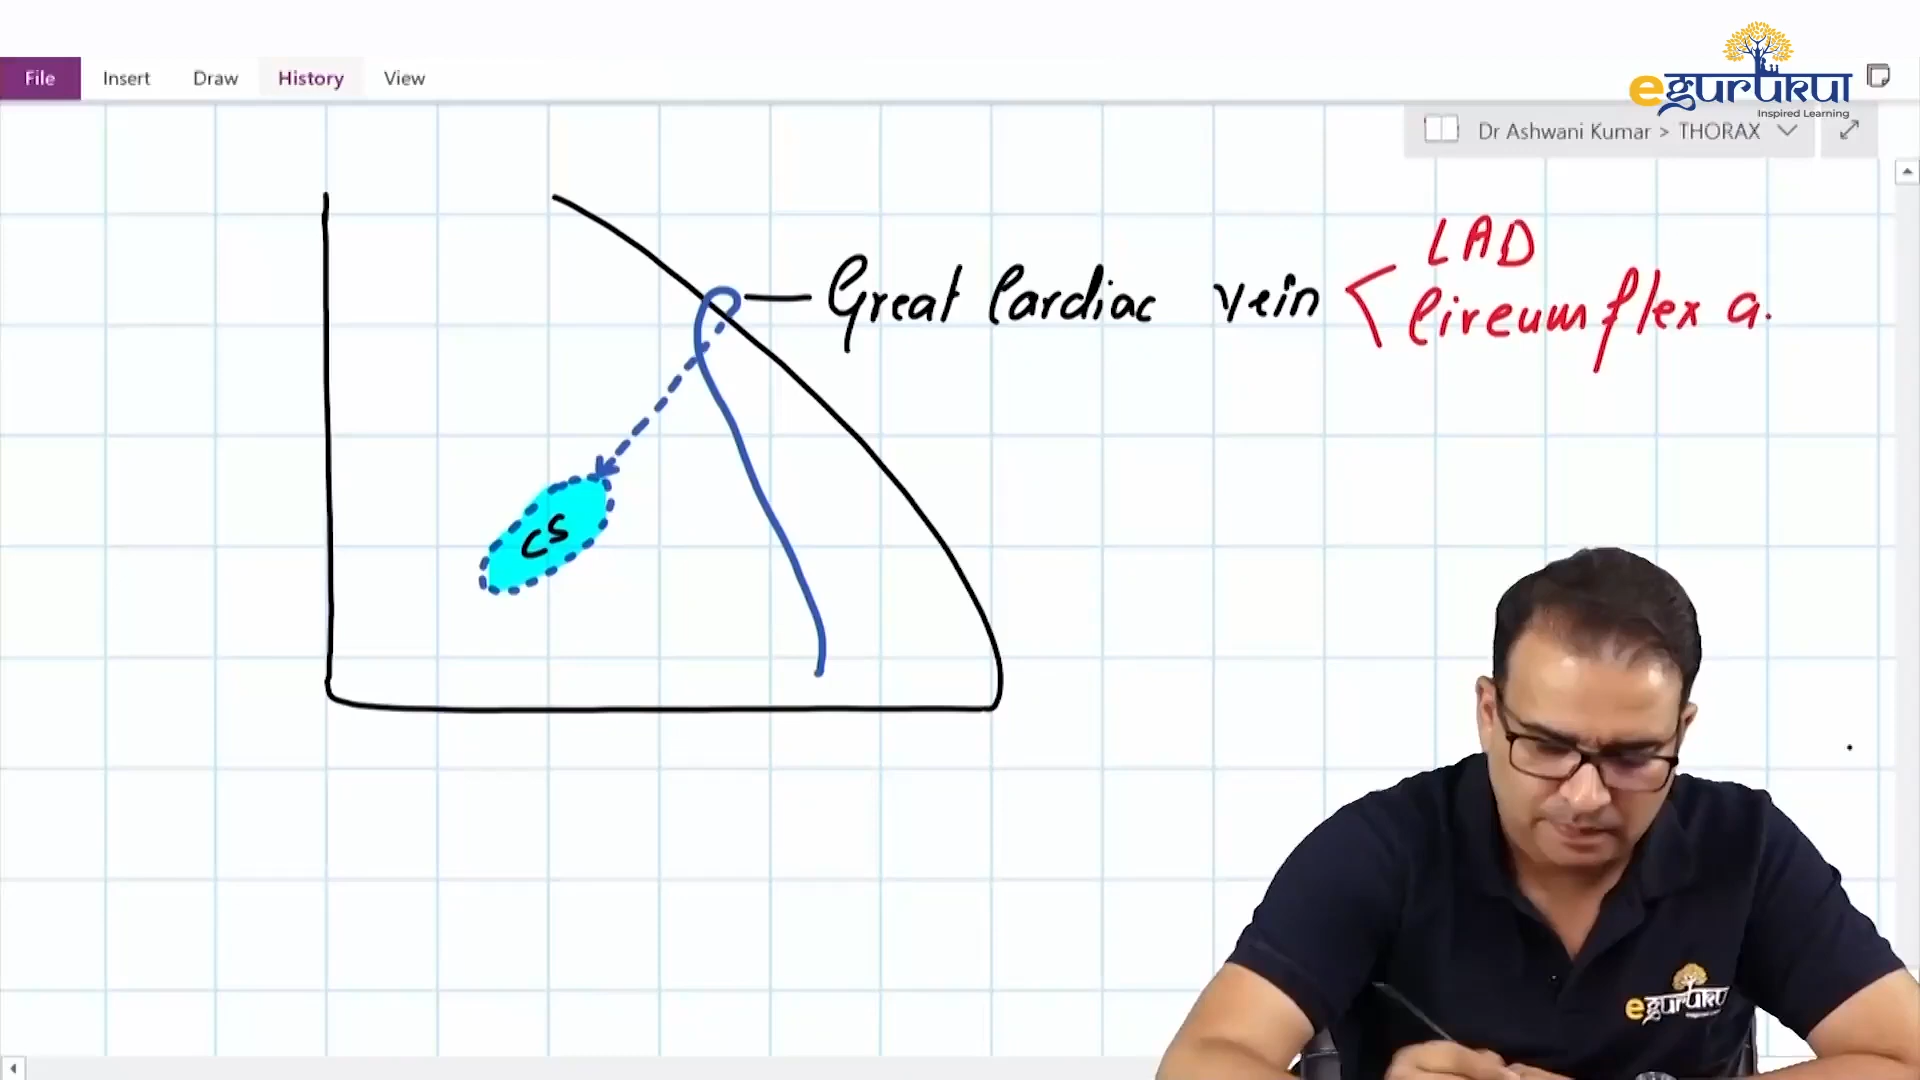 egurukul
Inspired Learning
File Insert Draw History View
Dr Ashwani Kumar > THORAX
LAD
Great Cardiac vein
Circumflex a.
CS
egurukul